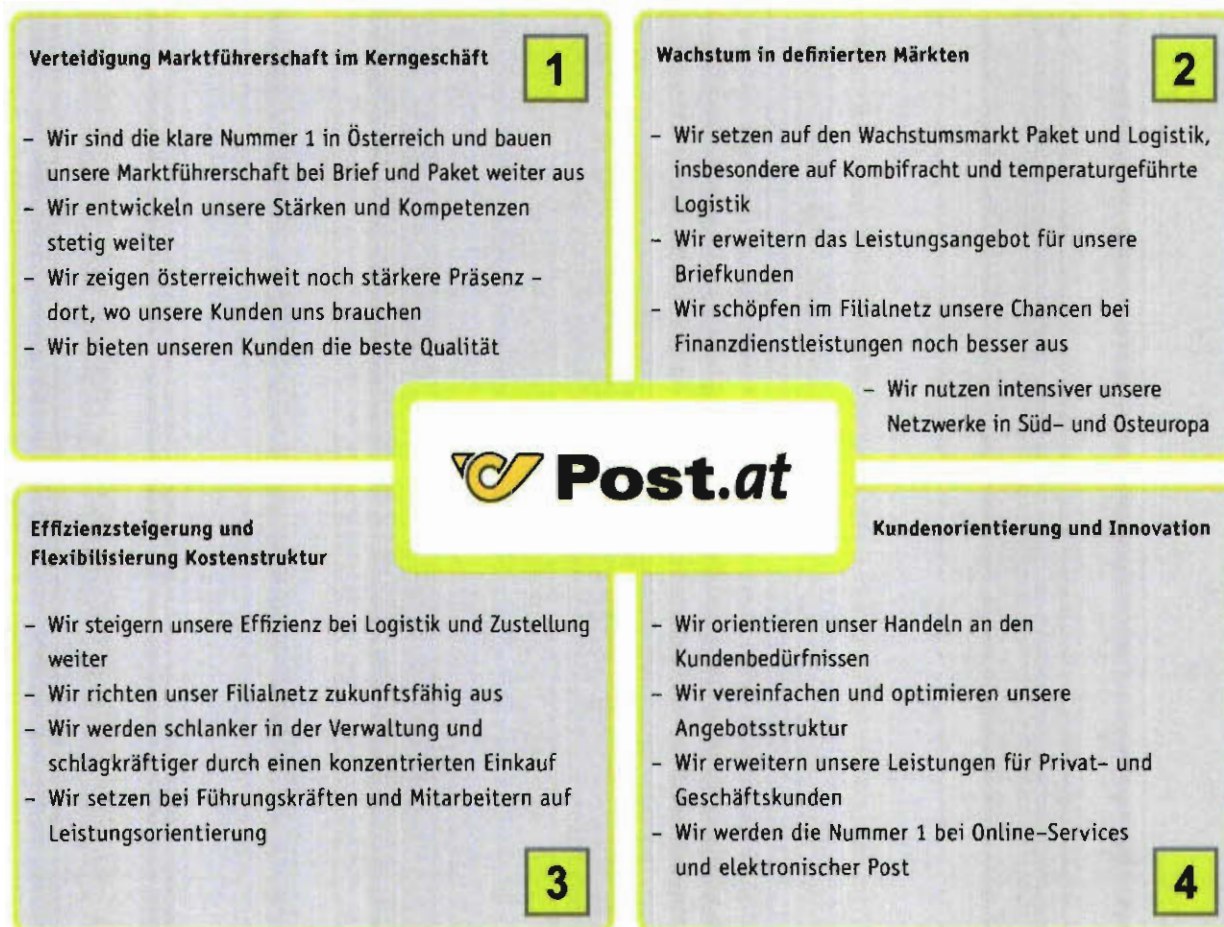 Verteidigung Marktführerschaft im Kerngeschäft
1
– Wir sind die klare Nummer 1 in Österreich und bauen
unsere Marktführerschaft bei Brief und Paket weiter aus
– Wir entwickeln unsere Stärken und Kompetenzen
stetig weiter
– Wir zeigen österreichweit noch stärkere Präsenz –
dort, wo unsere Kunden uns brauchen
– Wir bieten unseren Kunden die beste Qualität
Wachstum in definierten Märkten
2
– Wir setzen auf den Wachstumsmarkt Paket und Logistik,
insbesondere auf Kombifracht und temperaturgeführte
Logistik
– Wir erweitern das Leistungsangebot für unsere
Briefkunden
– Wir schöpfen im Filialnetz unsere Chancen bei
Finanzdienstleistungen noch besser aus
– Wir nutzen intensiver unsere
Netzwerke in Süd– und Osteuropa
Post.at
Effizienzsteigerung und
Flexibilisierung Kostenstruktur
– Wir steigern unsere Effizienz bei Logistik und Zustellung
weiter
– Wir richten unser Filialnetz zukunftsfähig aus
– Wir werden schlanker in der Verwaltung und
schlagkräftiger durch einen konzentrierten Einkauf
– Wir setzen bei Führungskräften und Mitarbeitern auf
Leistungsorientierung
3
Kundenorientierung und Innovation
– Wir orientieren unser Handeln an den
Kundenbedürfnissen
– Wir vereinfachen und optimieren unsere
Angebotsstruktur
– Wir erweitern unsere Leistungen für Privat– und
Geschäftskunden
– Wir werden die Nummer 1 bei Online–Services
und elektronischer Post
4